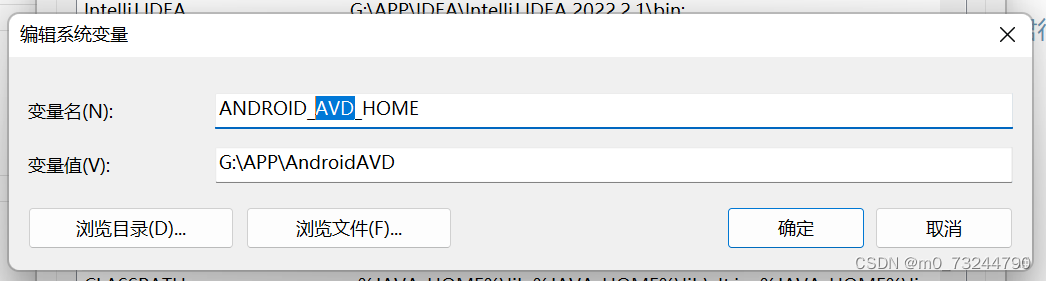 IntelliJ IDEA G:\APP\IDEA\IntelliJ IDEA 2022.2.1\bin;
编辑系统变量
变量名(N): ANDROID_AVD_HOME
变量值(V): G:\APP\AndroidAVD
浏览目录(D)... 浏览文件(F)... 确定 取消
CSDN @m0_73244790